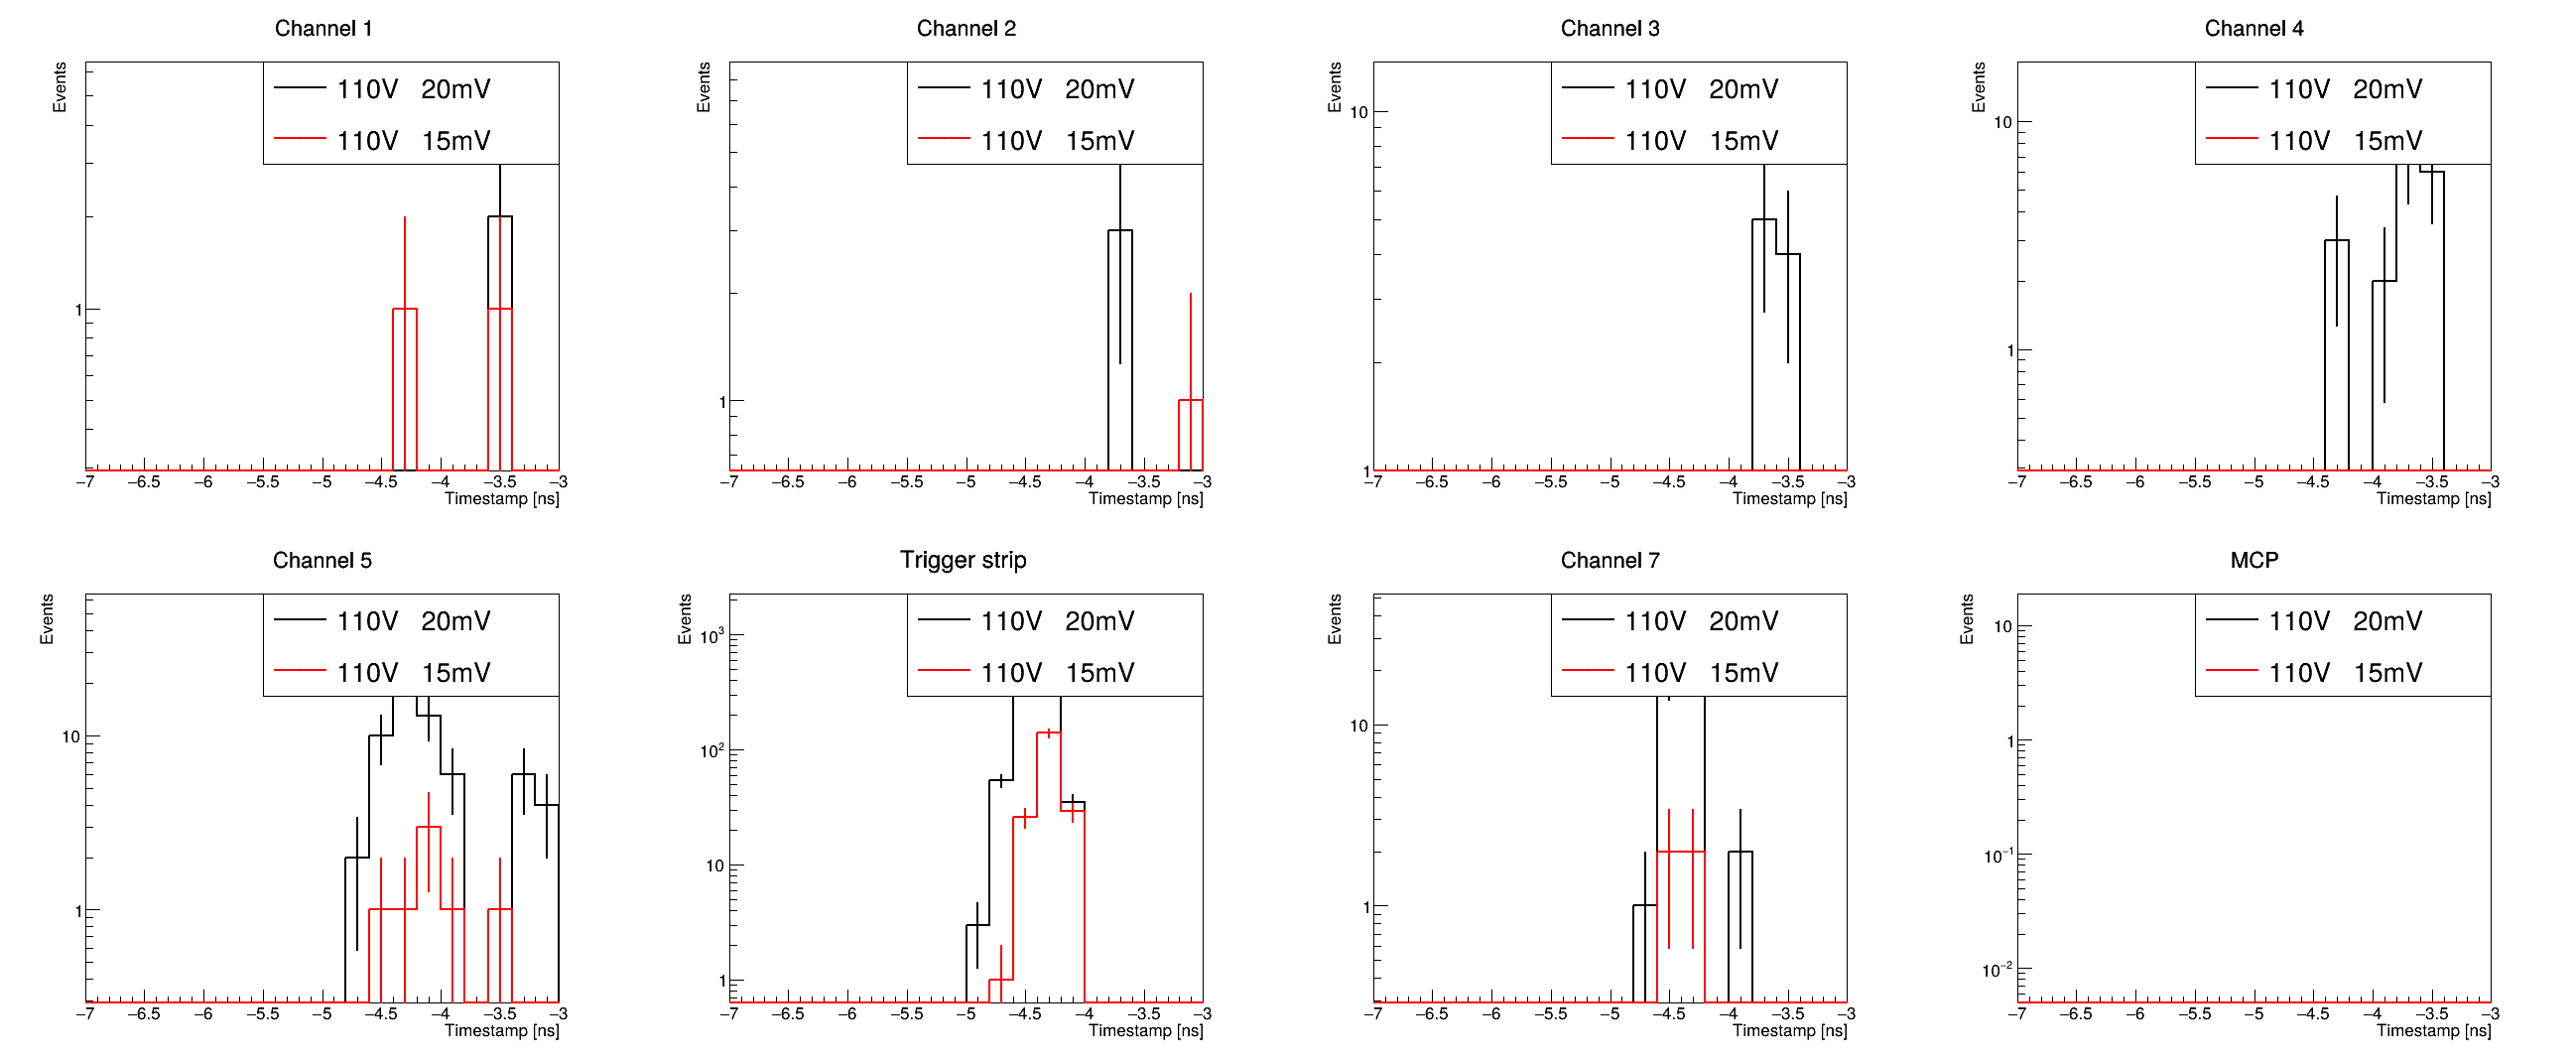 Channel 1
Events
110V 20mV
110V 15mV
1
−7 −6.5 −6 −5.5 −5 −4.5 −4 −3.5 −3
Timestamp [ns]
Channel 2
Events
110V 20mV
110V 15mV
1
−7 −6.5 −6 −5.5 −5 −4.5 −4 −3.5 −3
Timestamp [ns]
Channel 3
Events
110V 20mV
110V 15mV
10
1
−7 −6.5 −6 −5.5 −5 −4.5 −4 −3.5 −3
Timestamp [ns]
Channel 4
Events
110V 20mV
110V 15mV
10
1
−7 −6.5 −6 −5.5 −5 −4.5 −4 −3.5 −3
Timestamp [ns]
Channel 5
Events
110V 20mV
110V 15mV
10
1
−7 −6.5 −6 −5.5 −5 −4.5 −4 −3.5 −3
Timestamp [ns]
Trigger strip
Events
110V 20mV
110V 15mV
10³
10²
10
1
−7 −6.5 −6 −5.5 −5 −4.5 −4 −3.5 −3
Timestamp [ns]
Channel 7
Events
110V 20mV
110V 15mV
10
1
−7 −6.5 −6 −5.5 −5 −4.5 −4 −3.5 −3
Timestamp [ns]
MCP
Events
110V 20mV
110V 15mV
10
1
10⁻¹
10⁻²
−7 −6.5 −6 −5.5 −5 −4.5 −4 −3.5 −3
Timestamp [ns]